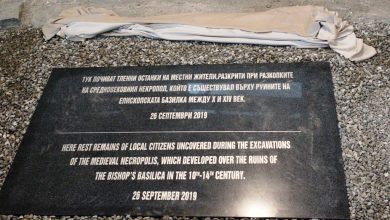 ТУК ПОЧИВАТ ТЛЕННИ ОСТАНКИ НА МЕСТНИ ЖИТЕЛИ, РАЗКРИТИ ПРИ РАЗКОПКИТЕ
НА СРЕДНОВЕКОВНИЯ НЕКРОПОЛ, КОЙТО Е СЪЩЕСТВУВАЛ ВЪРХУ РУИНИТЕ НА
ЕПИСКОПСКАТА БАЗИЛИКА МЕЖДУ X И XIV ВЕК.
26 СЕПТЕМВРИ 2019
HERE REST REMAINS OF LOCAL CITIZENS UNCOVERED DURING THE EXCAVATIONS
OF THE MEDIEVAL NECROPOLIS, WHICH DEVELOPED OVER THE RUINS OF
THE BISHOP'S BASILICA IN THE 10TH-14TH CENTURY.
26 SEPTEMBER 2019